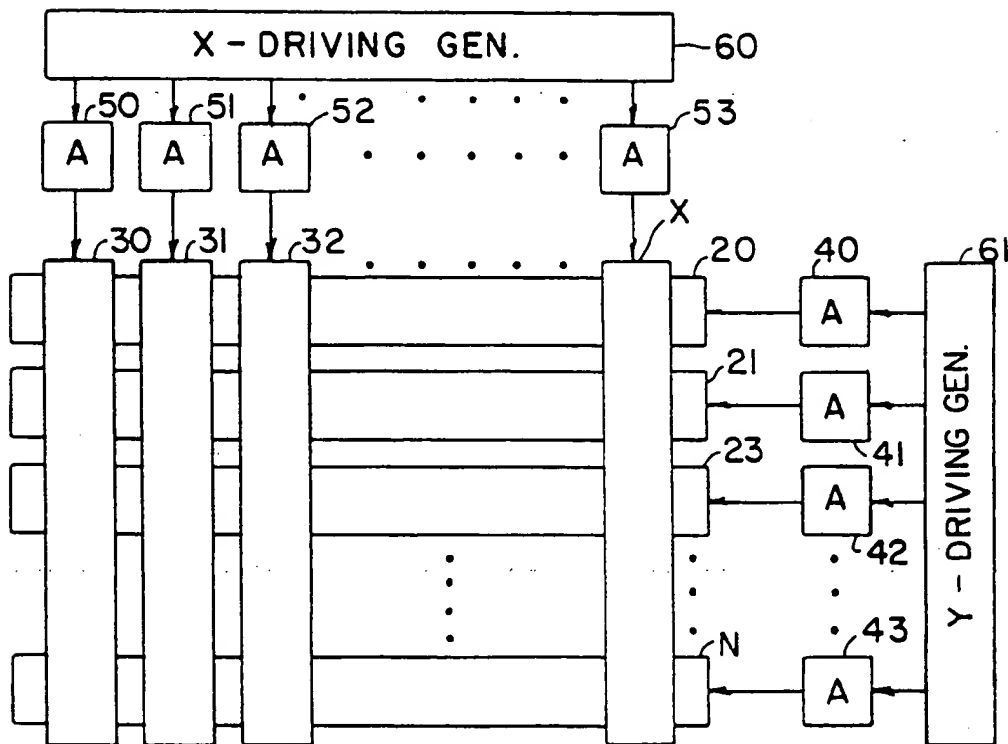 X - DRIVING GEN.
60
50
51
52
53
A
A
A
A
30
31
32
X
20
40
61
A
21
A
41
23
A
42
Y - DRIVING GEN.
N
43
A